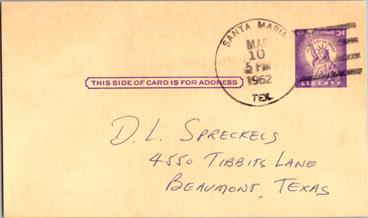 SANTA MARIA
MAR
10
5 PM
1962
TEX.
U.S. POSTAGE 3¢
LIBERTY
THIS SIDE OF CARD IS FOR ADDRESS
D. L. SPRECKELS
4550 TIBBITS LANE
BEAUMONT, TEXAS